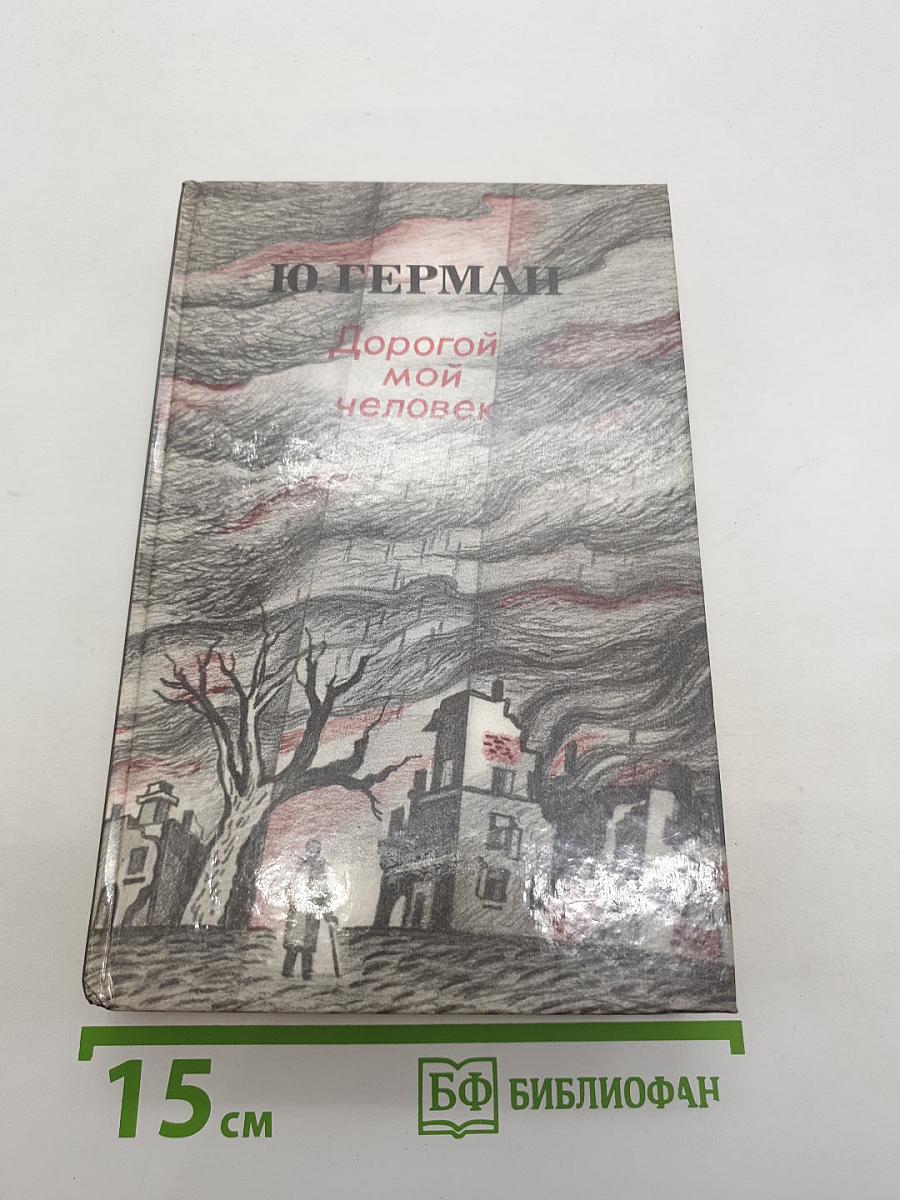 Ю. ГЕРМАН
Дорогой
мой
человек
15 см
БФ БИБЛИОФАН